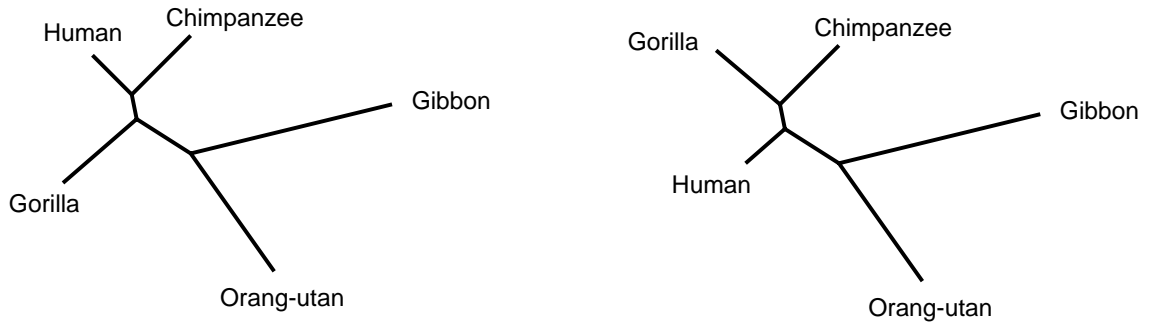 Human
Chimpanzee
Gibbon
Gorilla
Orang-utan
Gorilla
Chimpanzee
Gibbon
Human
Orang-utan